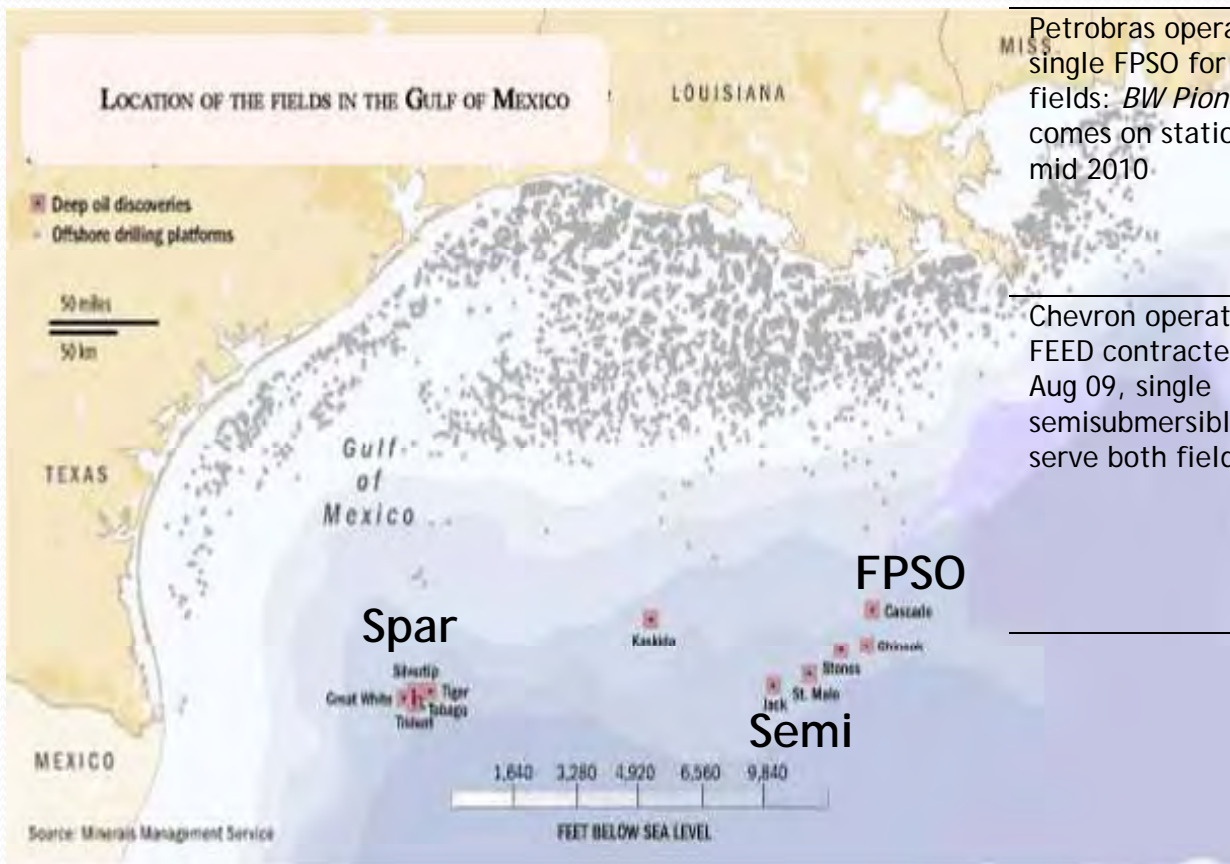 LOCATION OF THE FIELDS IN THE GULF OF MEXICO
LOUISIANA
MISS.
Deep oil discoveries
Offshore drilling platforms
50 miles
50 km
TEXAS
Gulf
of
Mexico
FPSO
Cascade
Chinook
Stones
St. Malo
Jack
Semi
Kaskida
Spar
Silvertip
Great White
Tiger
Tobago
Trident
MEXICO
1,640 3,280 4,920 6,560 9,840
FEET BELOW SEA LEVEL
Source: Minerals Management Service
Petrobras opera
single FPSO for
fields: BW Pion
comes on static
mid 2010
Chevron operat
FEED contracte
Aug 09, single
semisubmersibl
serve both field